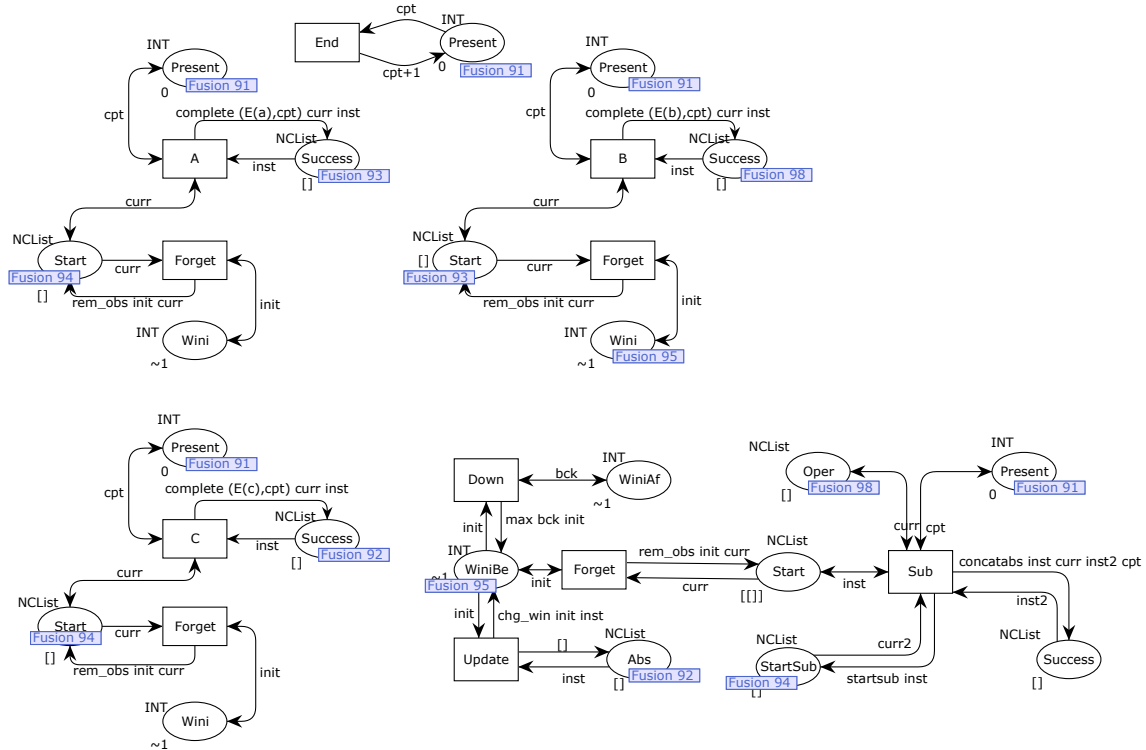 cpt
INT
End
Present
cpt+1
0
Fusion 91
INT
Present
Fusion 91
0
cpt
complete (E(a),cpt) curr inst
NCList
A
Success
inst
Fusion 93
[]
curr
NCList
Start
curr
Forget
Fusion 94
[]
rem_obs init curr
init
INT
Wini
~1
INT
Present
Fusion 91
0
cpt
complete (E(b),cpt) curr inst
NCList
B
Success
inst
Fusion 98
[]
curr
NCList
[]
Start
curr
Forget
Fusion 93
rem_obs init curr
init
INT
Wini
Fusion 95
~1
INT
Present
Fusion 91
0
cpt
complete (E(c),cpt) curr inst
NCList
C
Success
inst
Fusion 92
[]
curr
NCList
Start
curr
Forget
Fusion 94
[]
rem_obs init curr
init
INT
Wini
~1
Down
bck
INT
WiniAf
~1
init
max bck init
INT
WiniBe
~1
Fusion 95
init
Forget
rem_obs init curr
curr
NCList
Start
[[]]
inst
init
chg_win init inst
Update
[]
inst
NCList
Abs
Fusion 92
[]
NCList
Oper
Fusion 98
[]
INT
Present
Fusion 91
0
curr
cpt
Sub
concatabs inst curr inst2 cpt
inst2
NCList
Success
[]
curr2
NCList
StartSub
Fusion 94
[]
startsub inst